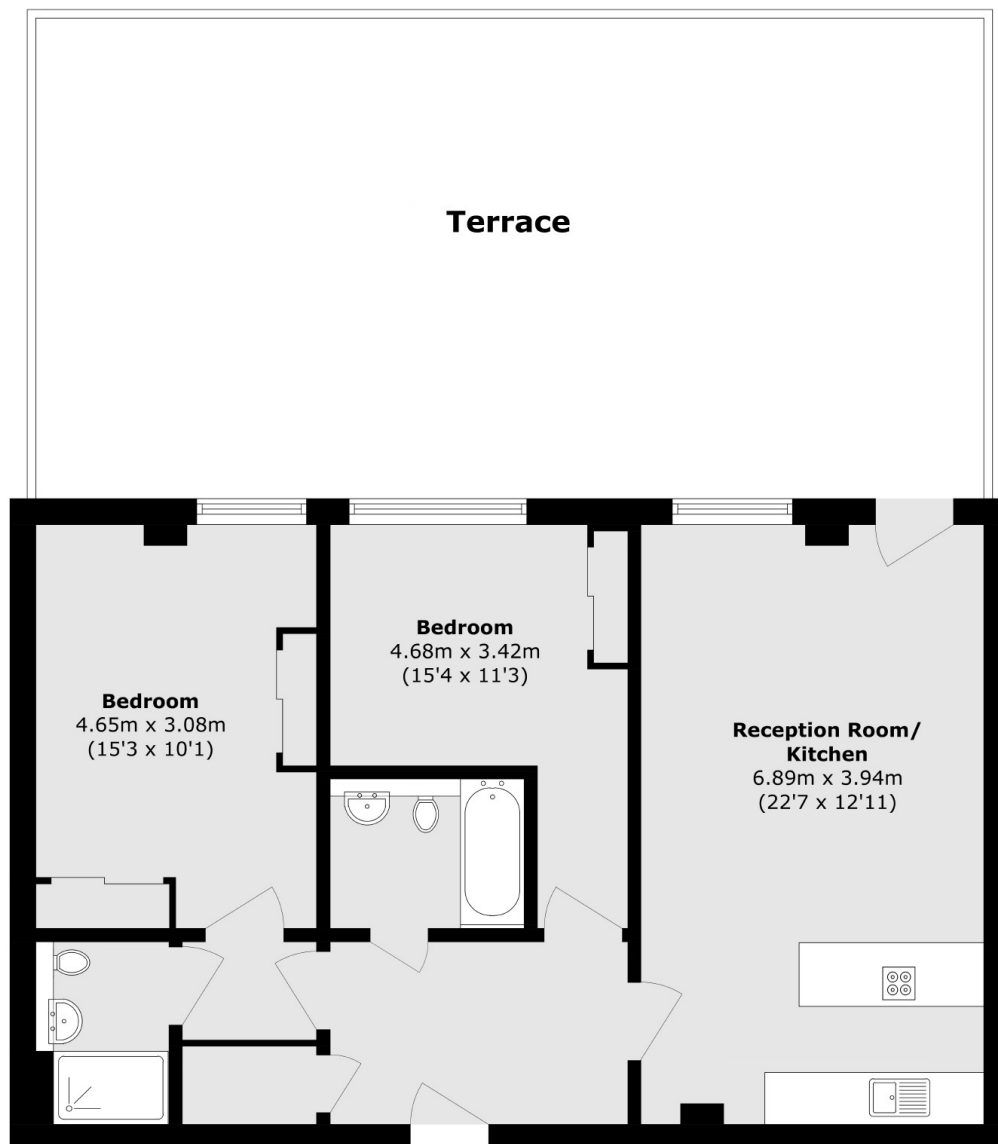 Terrace
Bedroom
4.65m x 3.08m
(15'3 x 10'1)
Bedroom
4.68m x 3.42m
(15'4 x 11'3)
Reception Room/
Kitchen
6.89m x 3.94m
(22'7 x 12'11)